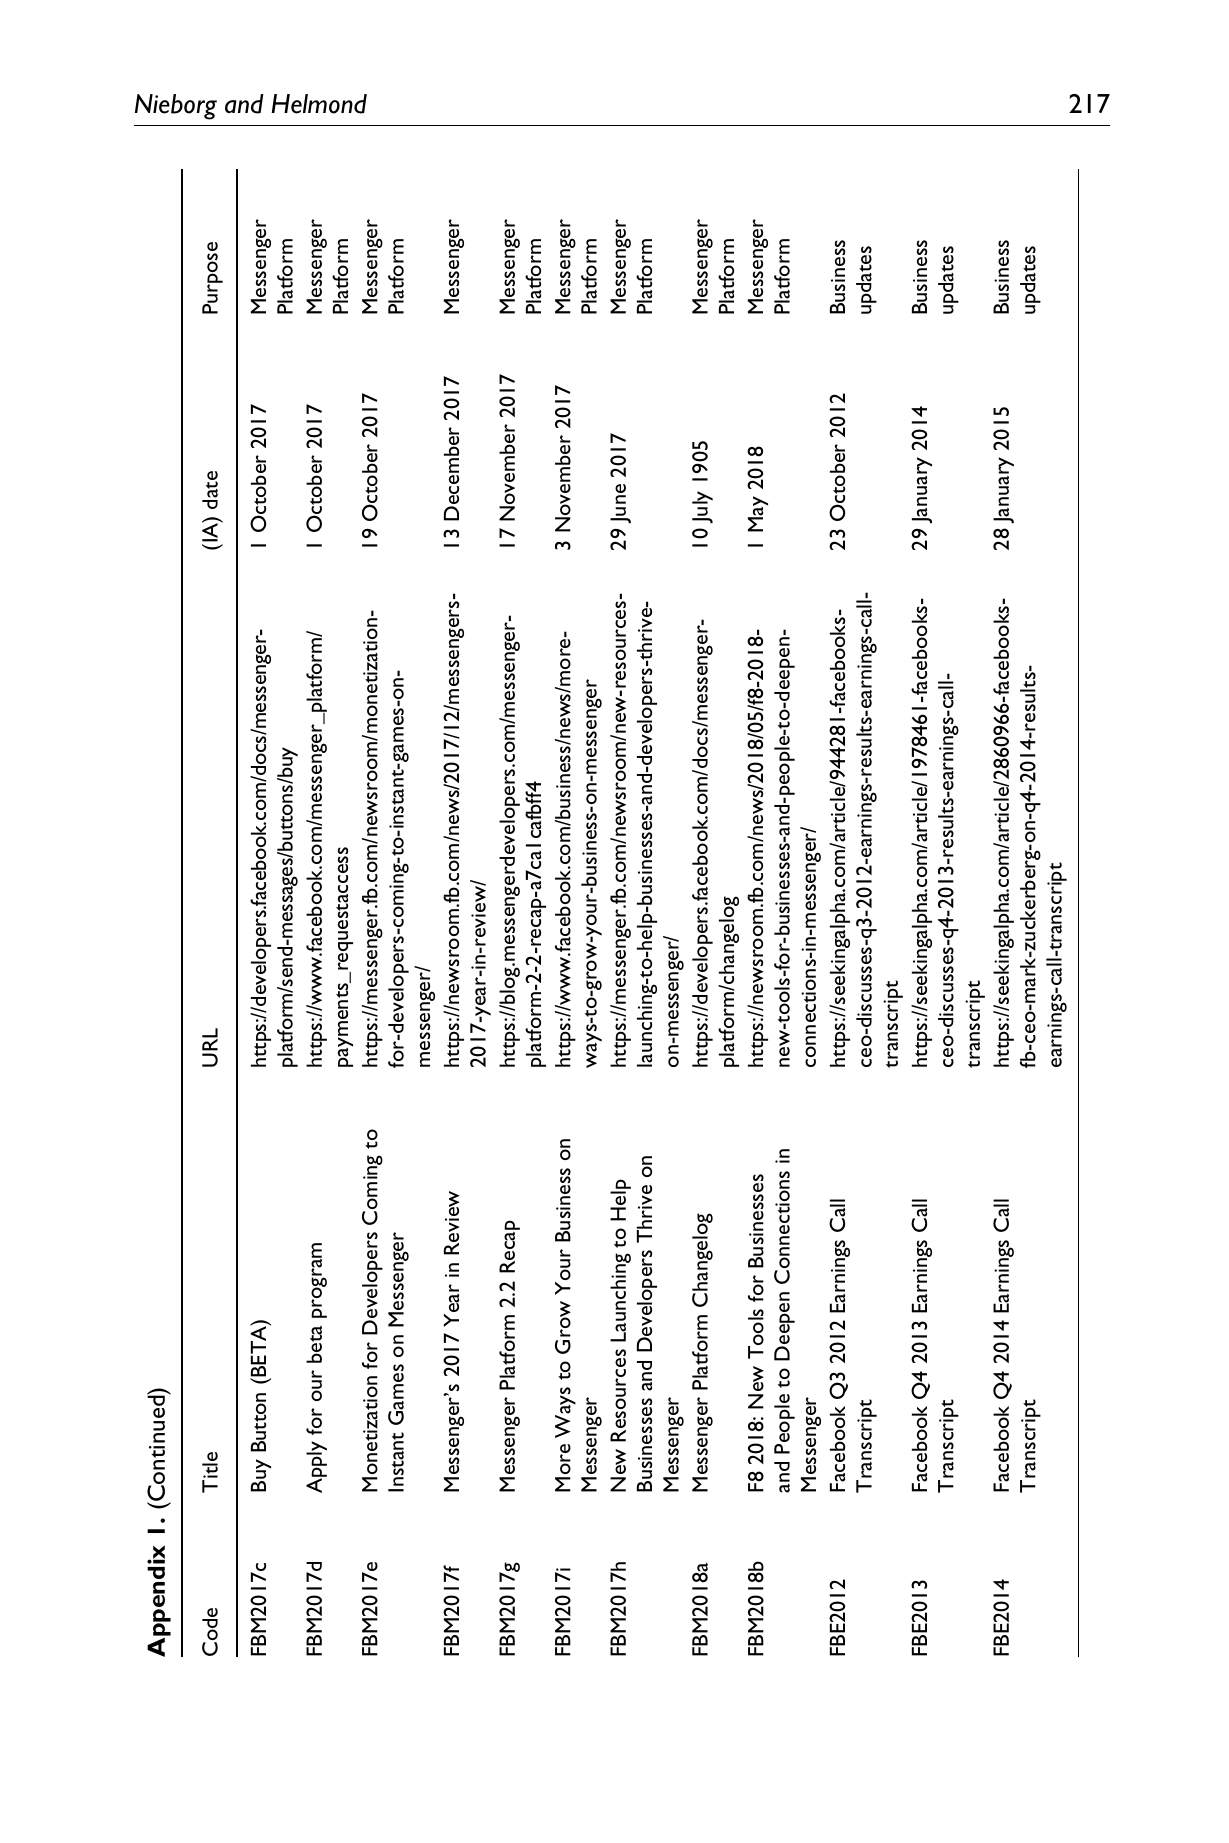 Nieborg and Helmond 217
Appendix 1. (Continued)
Code Title URL (IA) date Purpose
FBM2017c Buy Button (BETA) https://developers.facebook.com/docs/messenger- 1 October 2017 Messenger
platform/send-messages/buttons/buy Platform
FBM2017d Apply for our beta program https://www.facebook.com/messenger_platform/ 1 October 2017 Messenger
payments_requestaccess Platform
FBM2017e Monetization for Developers Coming to https://messenger.fb.com/newsroom/monetization- 19 October 2017 Messenger
Instant Games on Messenger for-developers-coming-to-instant-games-on- Platform
messenger/
FBM2017f Messenger’s 2017 Year in Review https://newsroom.fb.com/news/2017/12/messengers- 13 December 2017 Messenger
2017-year-in-review/
FBM2017g Messenger Platform 2.2 Recap https://blog.messengerdevelopers.com/messenger- 17 November 2017 Messenger
platform-2-2-recap-a7ca1cafbff4 Platform
FBM2017i More Ways to Grow Your Business on https://www.facebook.com/business/news/more- 3 November 2017 Messenger
Messenger ways-to-grow-your-business-on-messenger Platform
FBM2017h New Resources Launching to Help https://messenger.fb.com/newsroom/new-resources- 29 June 2017 Messenger
Businesses and Developers Thrive on launching-to-help-businesses-and-developers-thrive- Platform
Messenger on-messenger/
FBM2018a Messenger Platform Changelog https://developers.facebook.com/docs/messenger- 10 July 1905 Messenger
platform/changelog Platform
FBM2018b F8 2018: New Tools for Businesses https://newsroom.fb.com/news/2018/05/f8-2018- 1 May 2018 Messenger
and People to Deepen Connections in new-tools-for-businesses-and-people-to-deepen- Platform
Messenger connections-in-messenger/
FBE2012 Facebook Q3 2012 Earnings Call https://seekingalpha.com/article/944281-facebooks- 23 October 2012 Business
Transcript ceo-discusses-q3-2012-earnings-results-earnings-call- updates
transcript
FBE2013 Facebook Q4 2013 Earnings Call https://seekingalpha.com/article/1978461-facebooks- 29 January 2014 Business
Transcript ceo-discusses-q4-2013-results-earnings-call- updates
transcript
FBE2014 Facebook Q4 2014 Earnings Call https://seekingalpha.com/article/2860966-facebooks- 28 January 2015 Business
Transcript fb-ceo-mark-zuckerberg-on-q4-2014-results- updates
earnings-call-transcript